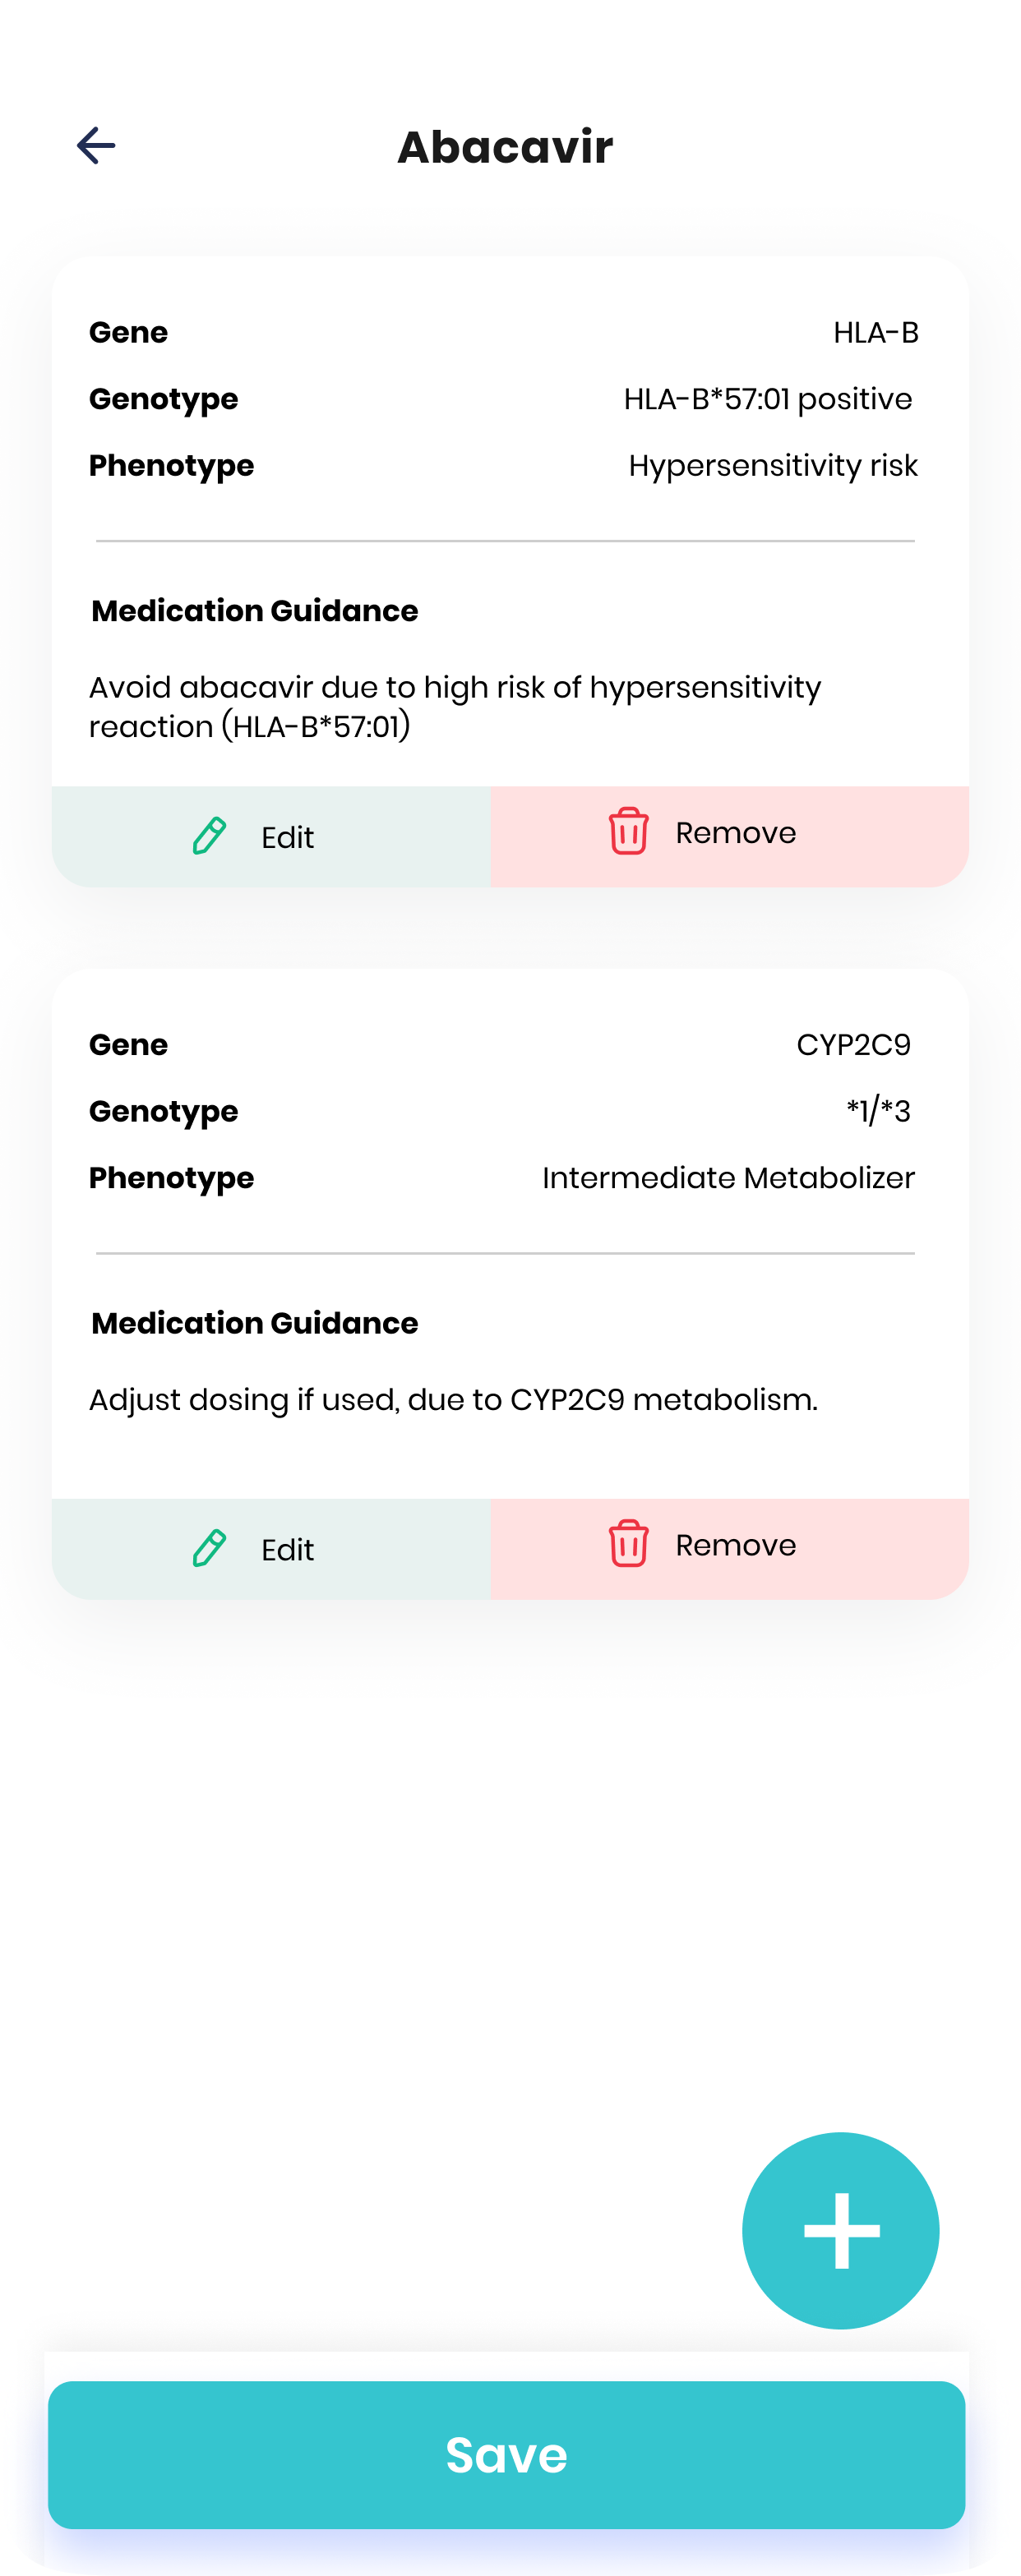 Abacavir
Gene HLA-B
Genotype HLA-B*57:01 positive
Phenotype Hypersensitivity risk
Medication Guidance
Avoid abacavir due to high risk of hypersensitivity
reaction (HLA-B*57:01)
Edit Remove
Gene CYP2C9
Genotype *1/*3
Phenotype Intermediate Metabolizer
Medication Guidance
Adjust dosing if used, due to CYP2C9 metabolism.
Edit Remove
Save